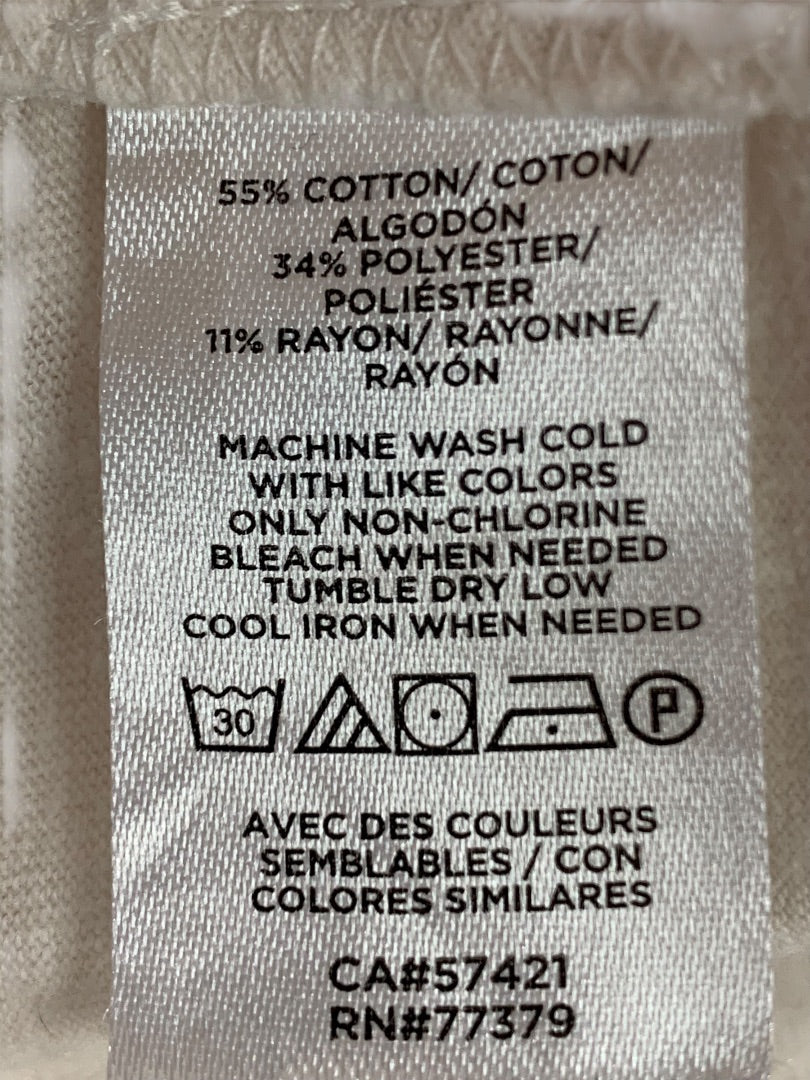 55% COTTON/ COTON/
ALGODÓN
34% POLYESTER/
POLIÉSTER
11% RAYON/ RAYONNE/
RAYÓN
MACHINE WASH COLD
WITH LIKE COLORS
ONLY NON-CHLORINE
BLEACH WHEN NEEDED
TUMBLE DRY LOW
COOL IRON WHEN NEEDED
30 P
AVEC DES COULEURS
SEMBLABLES / CON
COLORES SIMILARES
CA#57421
RN#77379